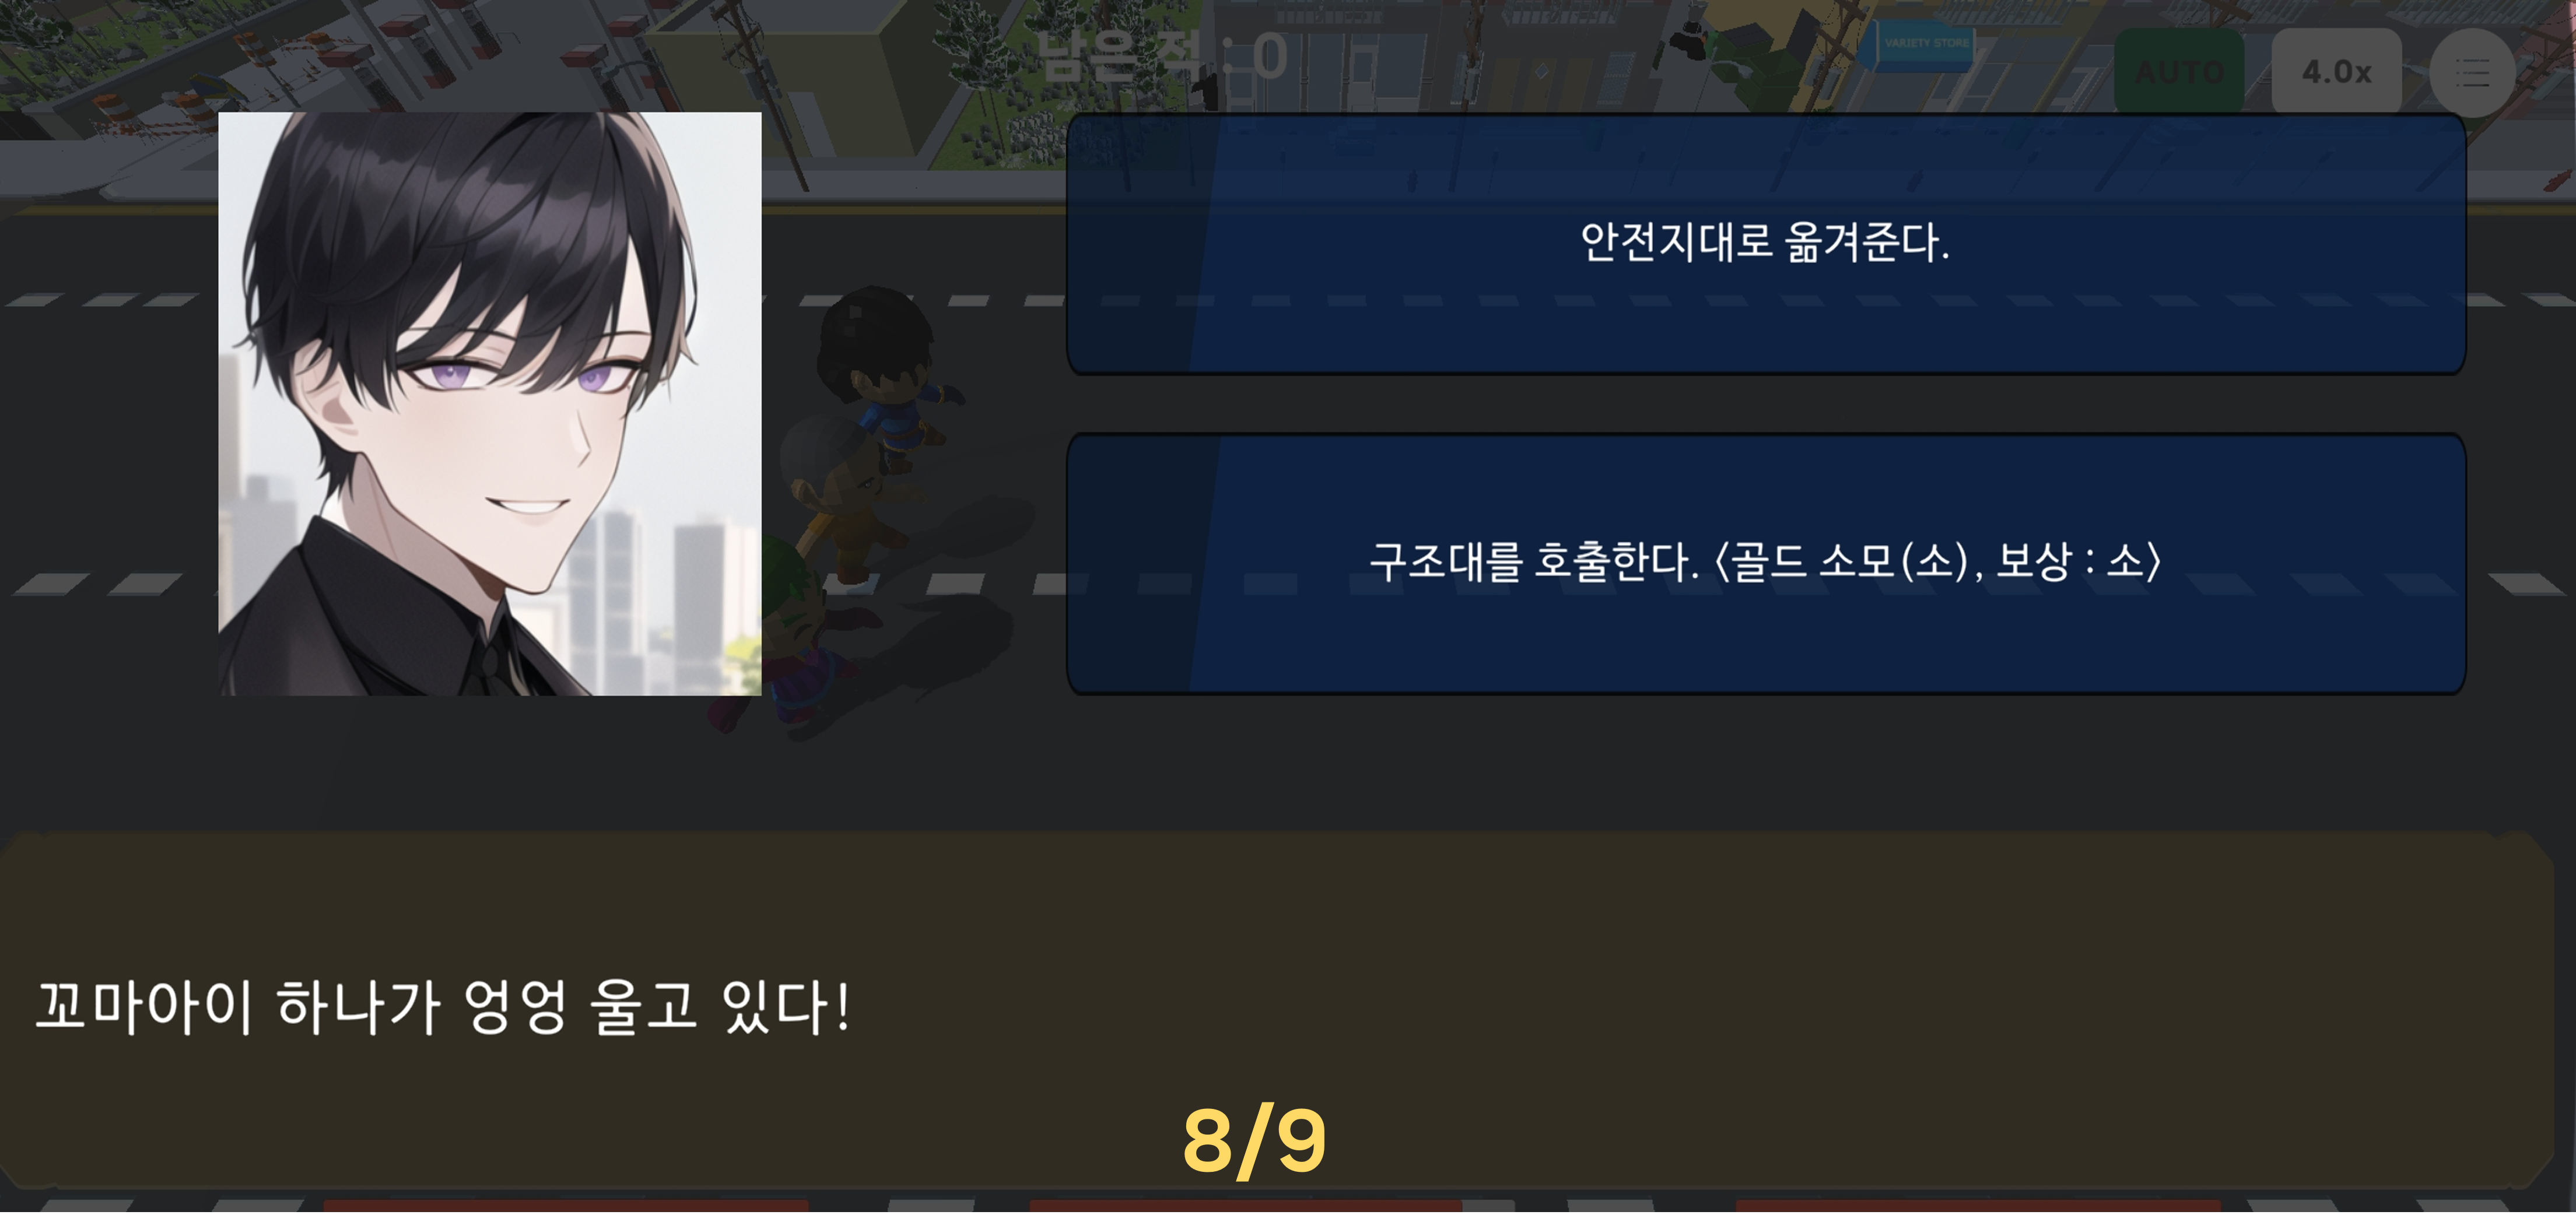 남은 적 : 0
VARIETY STORE
AUTO
4.0x
안전지대로 옮겨준다.
구조대를 호출한다. <골드 소모(소), 보상 : 소>
꼬마아이 하나가 엉엉 울고 있다!
8/9